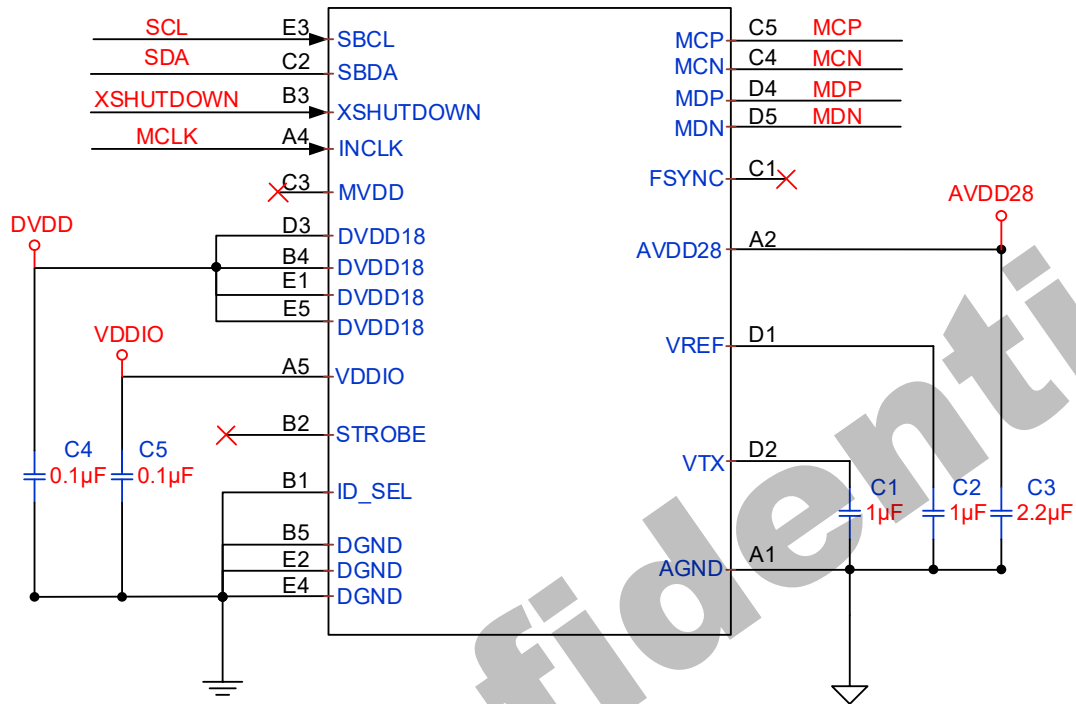 SCL E3 SBCL
SDA C2 SBDA
XSHUTDOWN B3 XSHUTDOWN
MCLK A4 INCLK
C3 MVDD
DVDD
D3 DVDD18
B4 DVDD18
E1 DVDD18
E5 DVDD18
VDDIO
A5 VDDIO
B2 STROBE
C4 0.1µF
C5 0.1µF
B1 ID_SEL
B5 DGND
E2 DGND
E4 DGND
MCP C5 MCP
MCN C4 MCN
MDP D4 MDP
MDN D5 MDN
FSYNC C1
AVDD28
AVDD28 A2
VREF D1
VTX D2
C1 1µF
C2 1µF
C3 2.2µF
AGND A1
fidenti